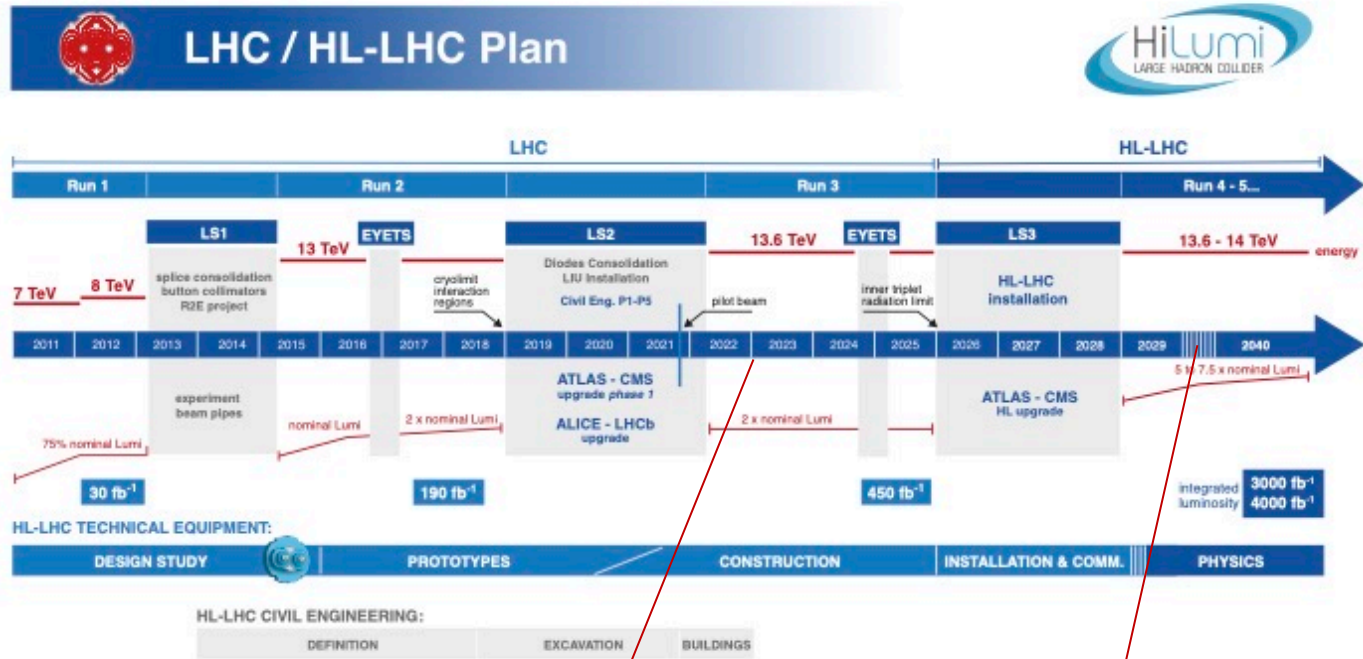 LHC / HL-LHC Plan
HiLumi
LARGE HADRON COLLIDER
LHC
HL-LHC
Run 1
Run 2
Run 3
Run 4 - 5...
LS1
EYETS
LS2
EYETS
LS3
13 TeV
13.6 TeV
13.6 - 14 TeV
energy
7 TeV
8 TeV
splice consolidation
button collimators
R2E project
cryolimit
interaction
regions
Diodes Consolidation
LIU Installation
Civil Eng. P1-P5
pilot beam
inner triplet
radiation limit
HL-LHC
installation
2011 2012 2013 2014 2015 2016 2017 2018 2019 2020 2021 2022 2023 2024 2025 2026 2027 2028 2029 2040
experiment
beam pipes
75% nominal Lumi
nominal Lumi
2 x nominal Lumi
ATLAS - CMS
upgrade phase 1
ALICE - LHCb
upgrade
2 x nominal Lumi
ATLAS - CMS
HL upgrade
5 to 7.5 x nominal Lumi
30 fb⁻¹
190 fb⁻¹
450 fb⁻¹
integrated
luminosity
3000 fb⁻¹
4000 fb⁻¹
HL-LHC TECHNICAL EQUIPMENT:
DESIGN STUDY
PROTOTYPES
CONSTRUCTION
INSTALLATION & COMM.
PHYSICS
HL-LHC CIVIL ENGINEERING:
DEFINITION
EXCAVATION
BUILDINGS